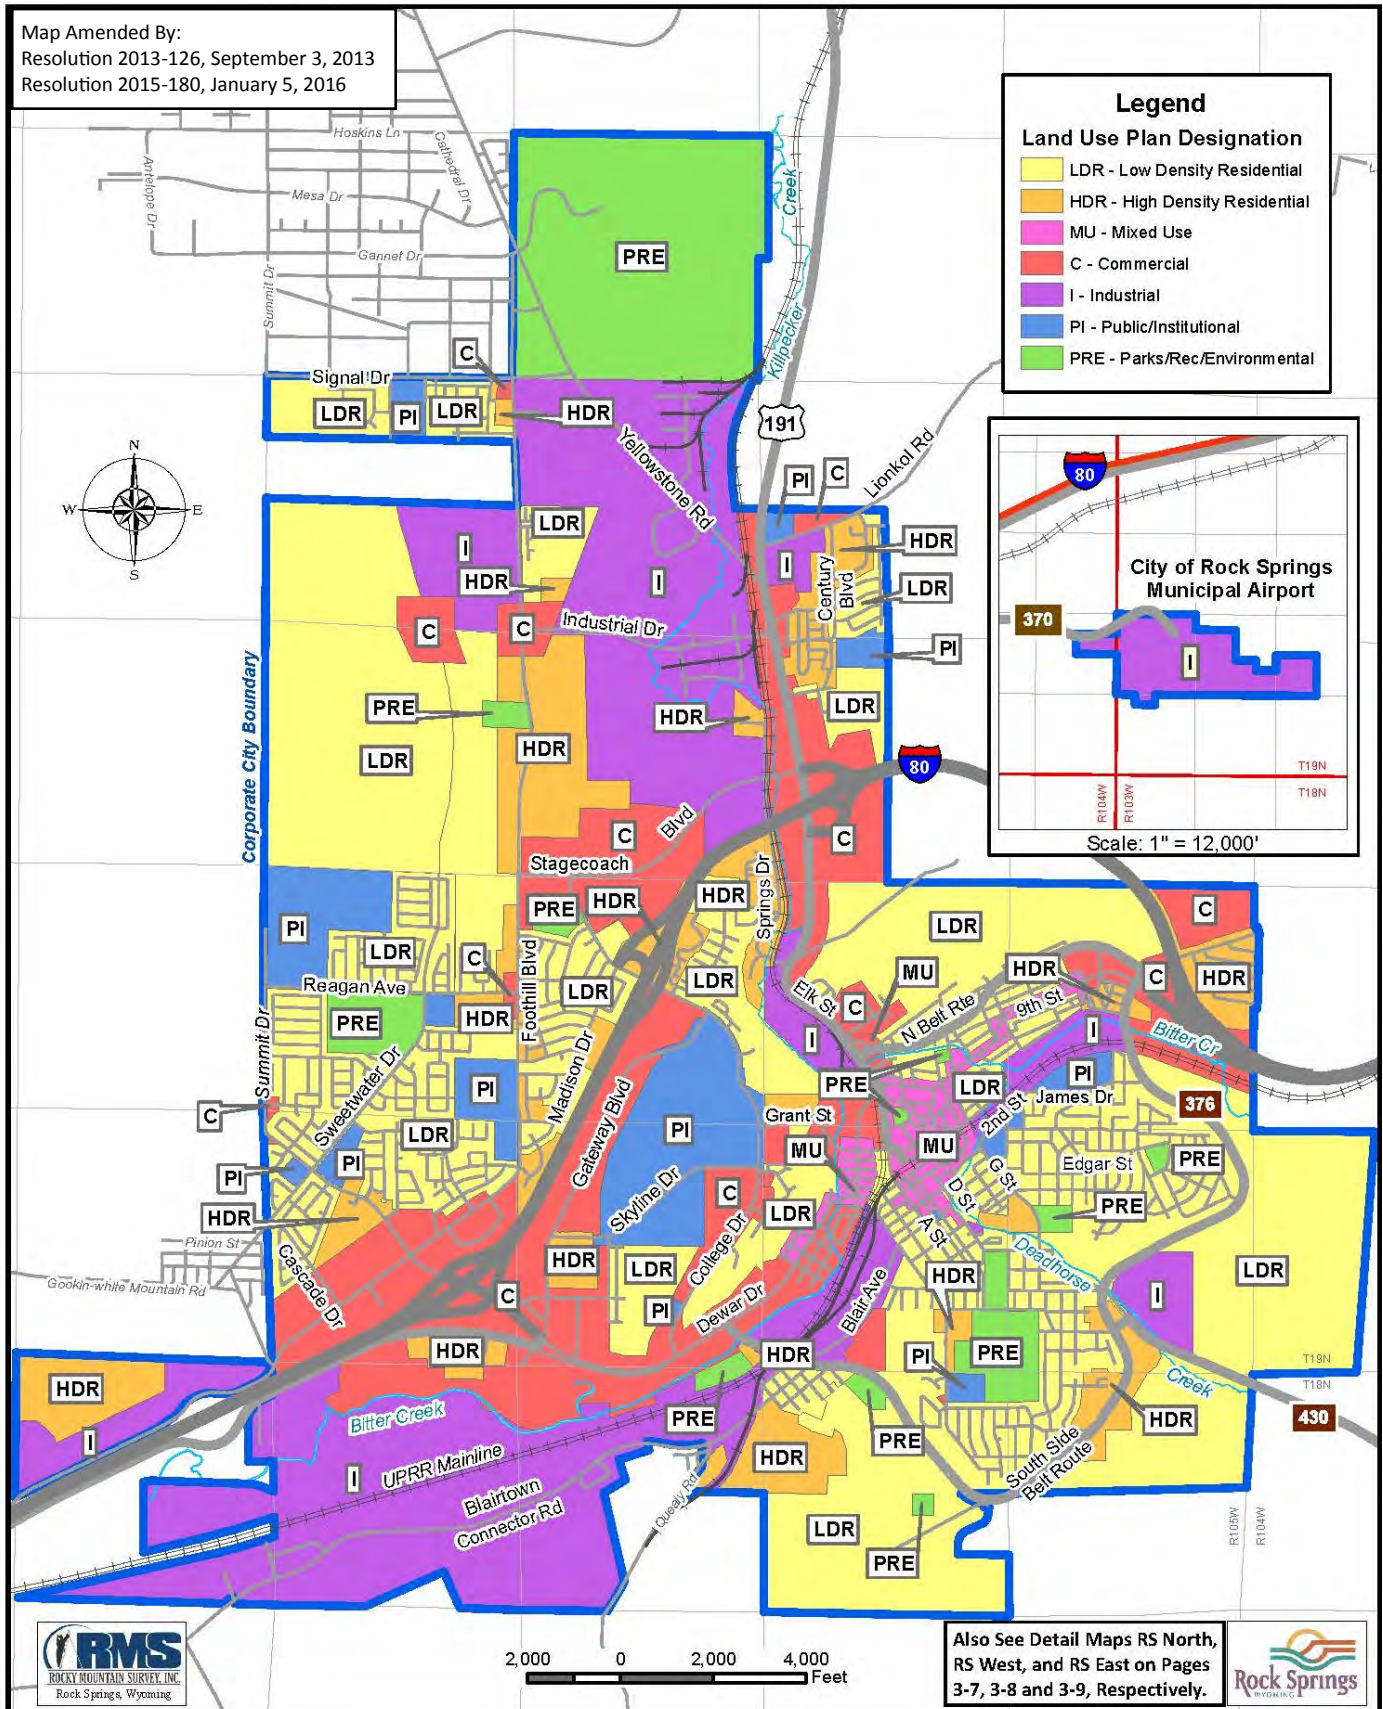 Map Amended By:
Resolution 2013-126, September 3, 2013
Resolution 2015-180, January 5, 2016
Legend
Land Use Plan Designation
LDR - Low Density Residential
HDR - High Density Residential
MU - Mixed Use
C - Commercial
I - Industrial
PI - Public/Institutional
PRE - Parks/Rec/Environmental
Hoskins Ln
Antelope Dr
Cathedral Dr
Mesa Dr
Gannet Dr
Summit Dr
PRE
Creek
Killpecker
C
Signal Dr
LDR
PI
LDR
HDR
191
Yellowstone Rd
Lionkol Rd
PI
C
N
W
E
S
80
City of Rock Springs
Municipal Airport
370
I
T19N
T18N
R104W
R103W
Scale: 1" = 12,000'
LDR
I
HDR
I
I
HDR
Century
Blvd
LDR
C
C
Industrial Dr
PI
Corporate City Boundary
PRE
HDR
LDR
LDR
HDR
80
C
Blvd
C
Stagecoach
HDR
HDR
Springs Dr
PRE
LDR
C
PI
LDR
C
Foothill Blvd
LDR
LDR
MU
HDR
C
HDR
Reagan Ave
Elk St
C
N Belt Rte
9th St
PRE
HDR
Summit Dr
Madison Dr
I
I
Bitter Cr
Sweetwater Dr
PI
PRE
LDR
PI
James Dr
376
C
Gateway Blvd
Grant St
2nd St
LDR
PI
MU
MU
Edgar St
PRE
PI
PI
Skyline Dr
C
G St
D St
HDR
LDR
A St
PRE
Pinion St
Cascade Dr
College Dr
Deadhorse
Gookin-white Mountain Rd
HDR
LDR
HDR
LDR
C
PI
Dewar Dr
Blair Ave
I
HDR
HDR
PI
PRE
T19N
T18N
HDR
Creek
HDR
Bitter Creek
PRE
PRE
430
I
I
UPRR Mainline
HDR
South Side
Belt Route
Blairtown
Connector Rd
Quealy Rd
LDR
PRE
R105W
R104W
RMS
ROCKY MOUNTAIN SURVEY, INC.
Rock Springs, Wyoming
2,000
0
2,000
4,000
Feet
Also See Detail Maps RS North,
RS West, and RS East on Pages
3-7, 3-8 and 3-9, Respectively.
Rock Springs
WYOMING